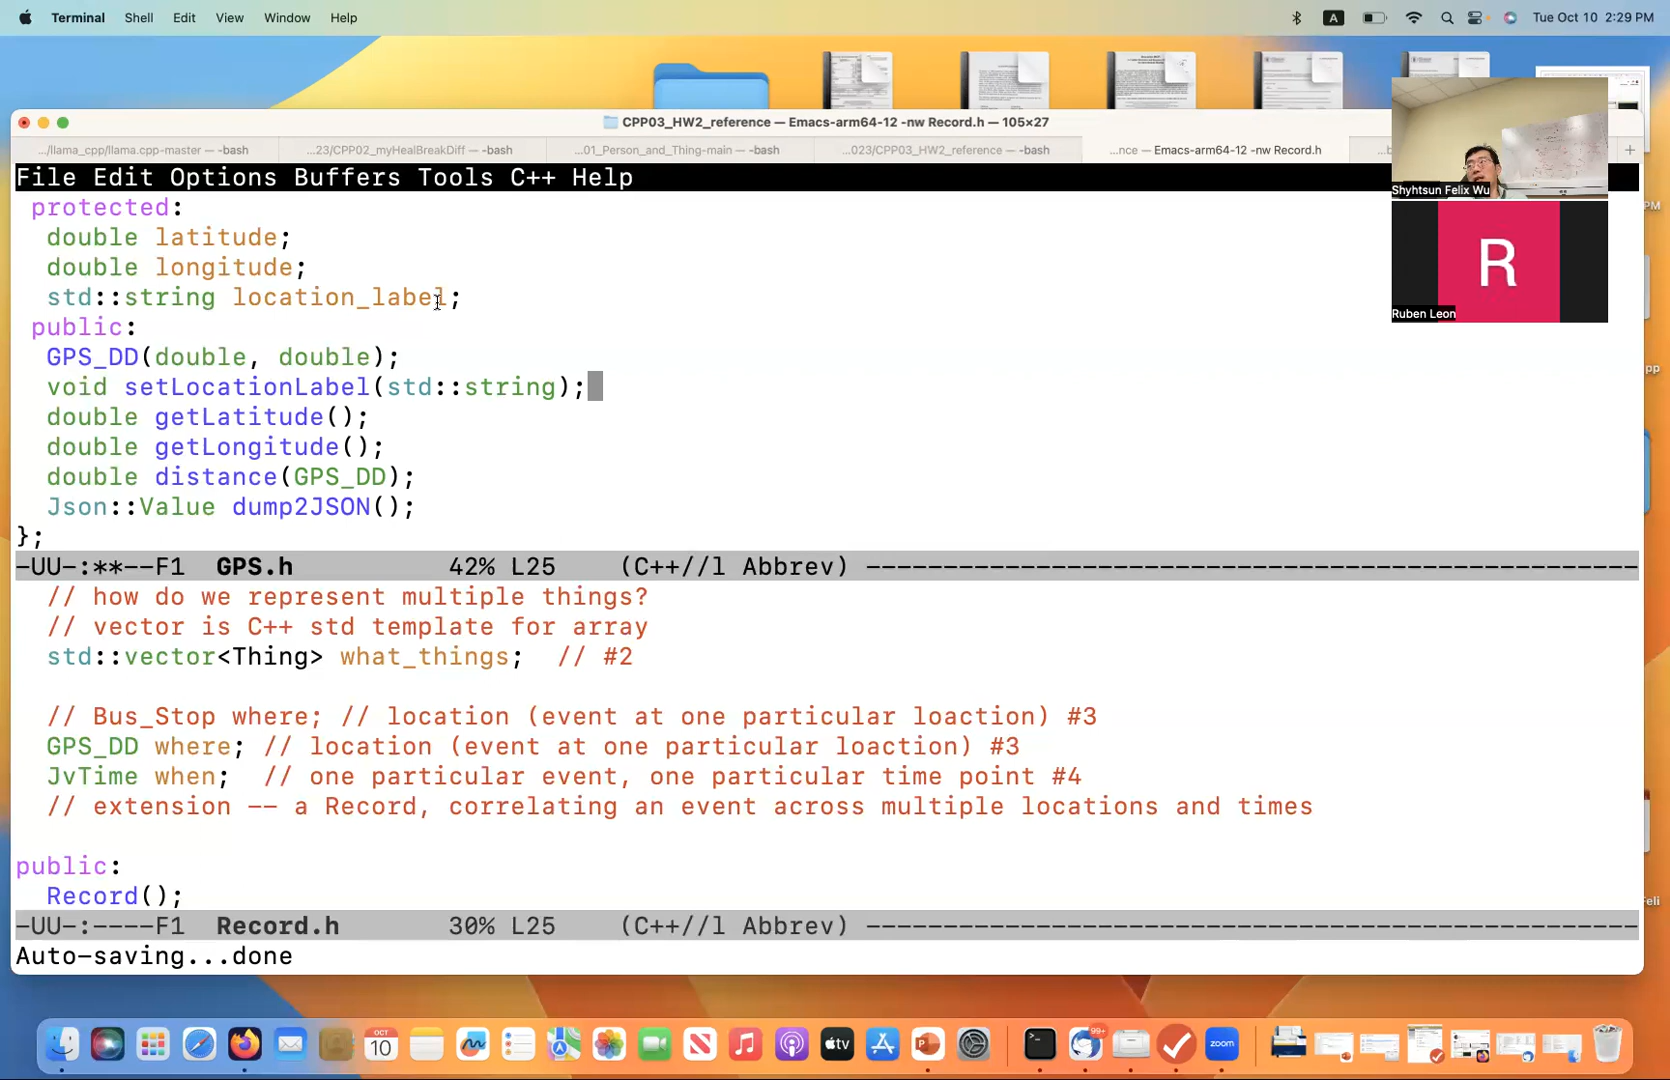 Terminal Shell Edit View Window Help
A Tue Oct 10 2:29 PM
CPP03_HW2_reference — Emacs-arm64-12 -nw Record.h — 105×27
.../llama_cpp/llama.cpp-master — -bash
...23/CPP02_myHealBreakDiff — -bash
...01_Person_and_Thing-main — -bash
...023/CPP03_HW2_reference — -bash
...nce — Emacs-arm64-12 -nw Record.h
File Edit Options Buffers Tools C++ Help
protected:
double latitude;
double longitude;
std::string location_label;
public:
GPS_DD(double, double);
void setLocationLabel(std::string);
double getLatitude();
double getLongitude();
double distance(GPS_DD);
Json::Value dump2JSON();
};
-UU-:**--F1 GPS.h 42% L25 (C++//l Abbrev) --------------------------------------------------
// how do we represent multiple things?
// vector is C++ std template for array
std::vector<Thing> what_things; // #2
// Bus_Stop where; // location (event at one particular loaction) #3
GPS_DD where; // location (event at one particular loaction) #3
JvTime when; // one particular event, one particular time point #4
// extension -- a Record, correlating an event across multiple locations and times
public:
Record();
-UU-:----F1 Record.h 30% L25 (C++//l Abbrev) --------------------------------------------------
Auto-saving...done
Shyhtsun Felix Wu
R
Ruben Leon
PM
pp
eli
OCT
10
tv
99+